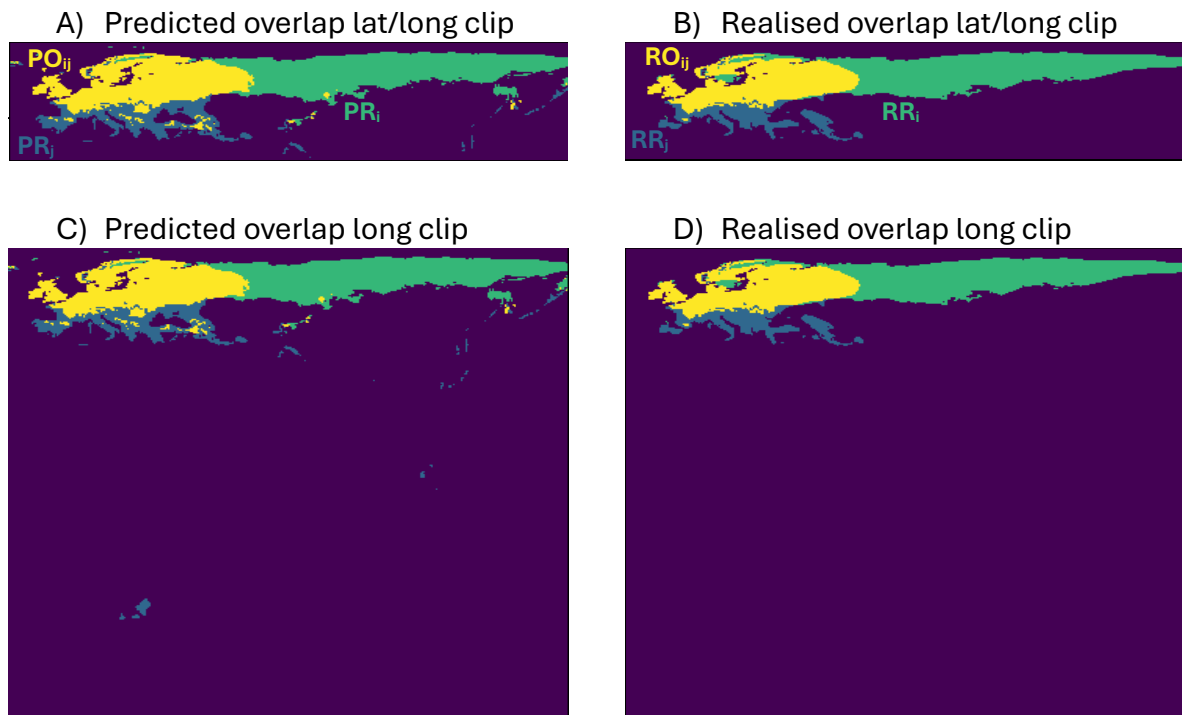 A) Predicted overlap lat/long clip
B) Realised overlap lat/long clip
POij
PRi
PRj
ROij
RRi
RRj
C) Predicted overlap long clip
D) Realised overlap long clip